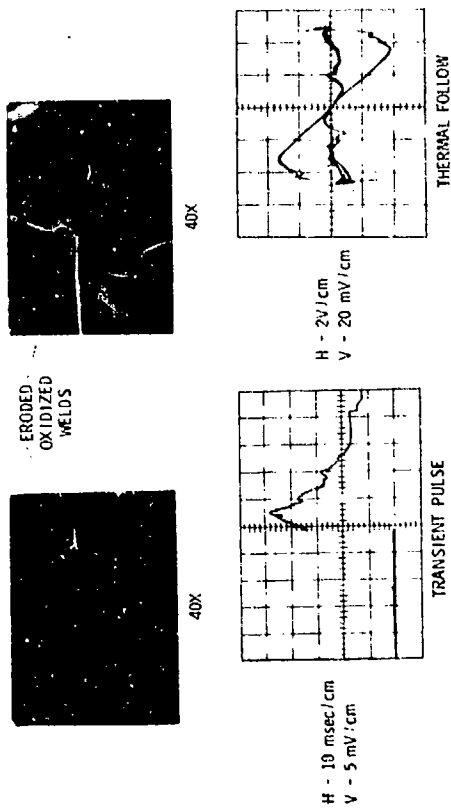 ERODED
OXIDIZED
WELDS
40X
40X
H - 10 msec/cm
V - 5 mV/cm
TRANSIENT PULSE
H - 2V/cm
V - 20 mV/cm
THERMAL FOLLOW